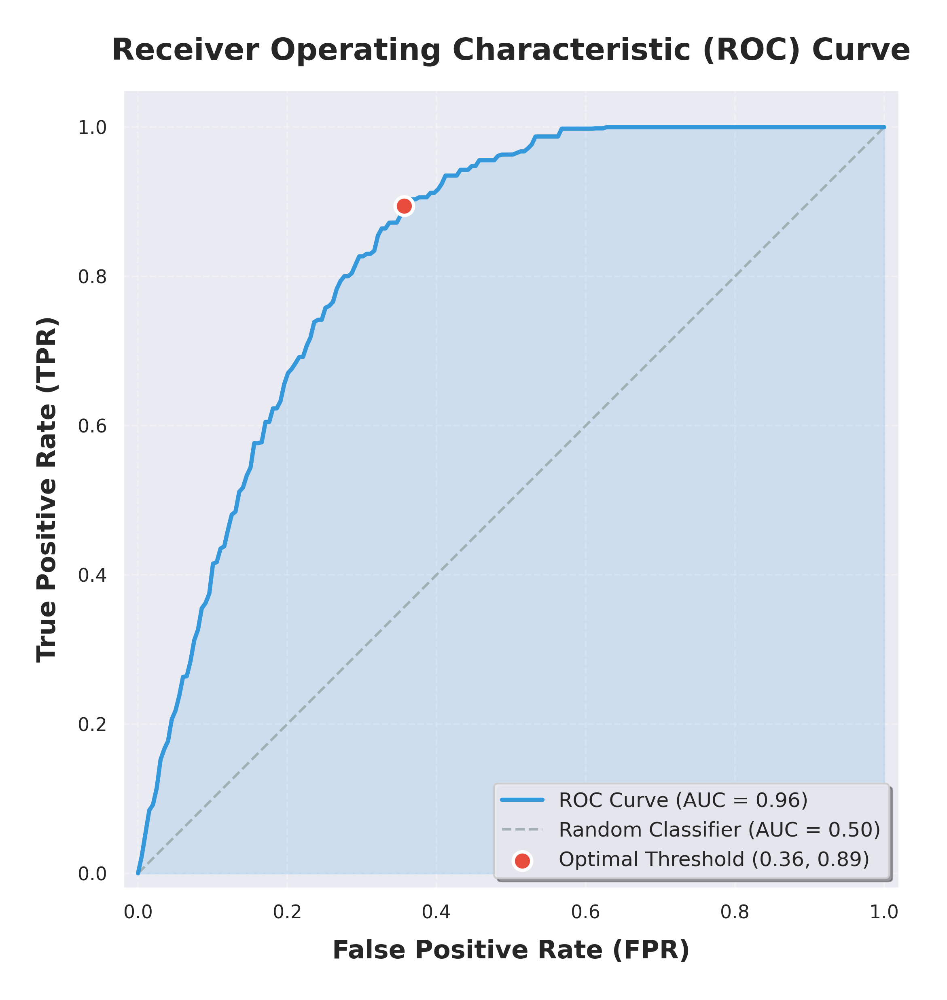 Receiver Operating Characteristic (ROC) Curve
True Positive Rate (TPR)
1.0
0.8
0.6
0.4
0.2
0.0
ROC Curve (AUC = 0.96)
Random Classifier (AUC = 0.50)
Optimal Threshold (0.36, 0.89)
0.0 0.2 0.4 0.6 0.8 1.0
False Positive Rate (FPR)